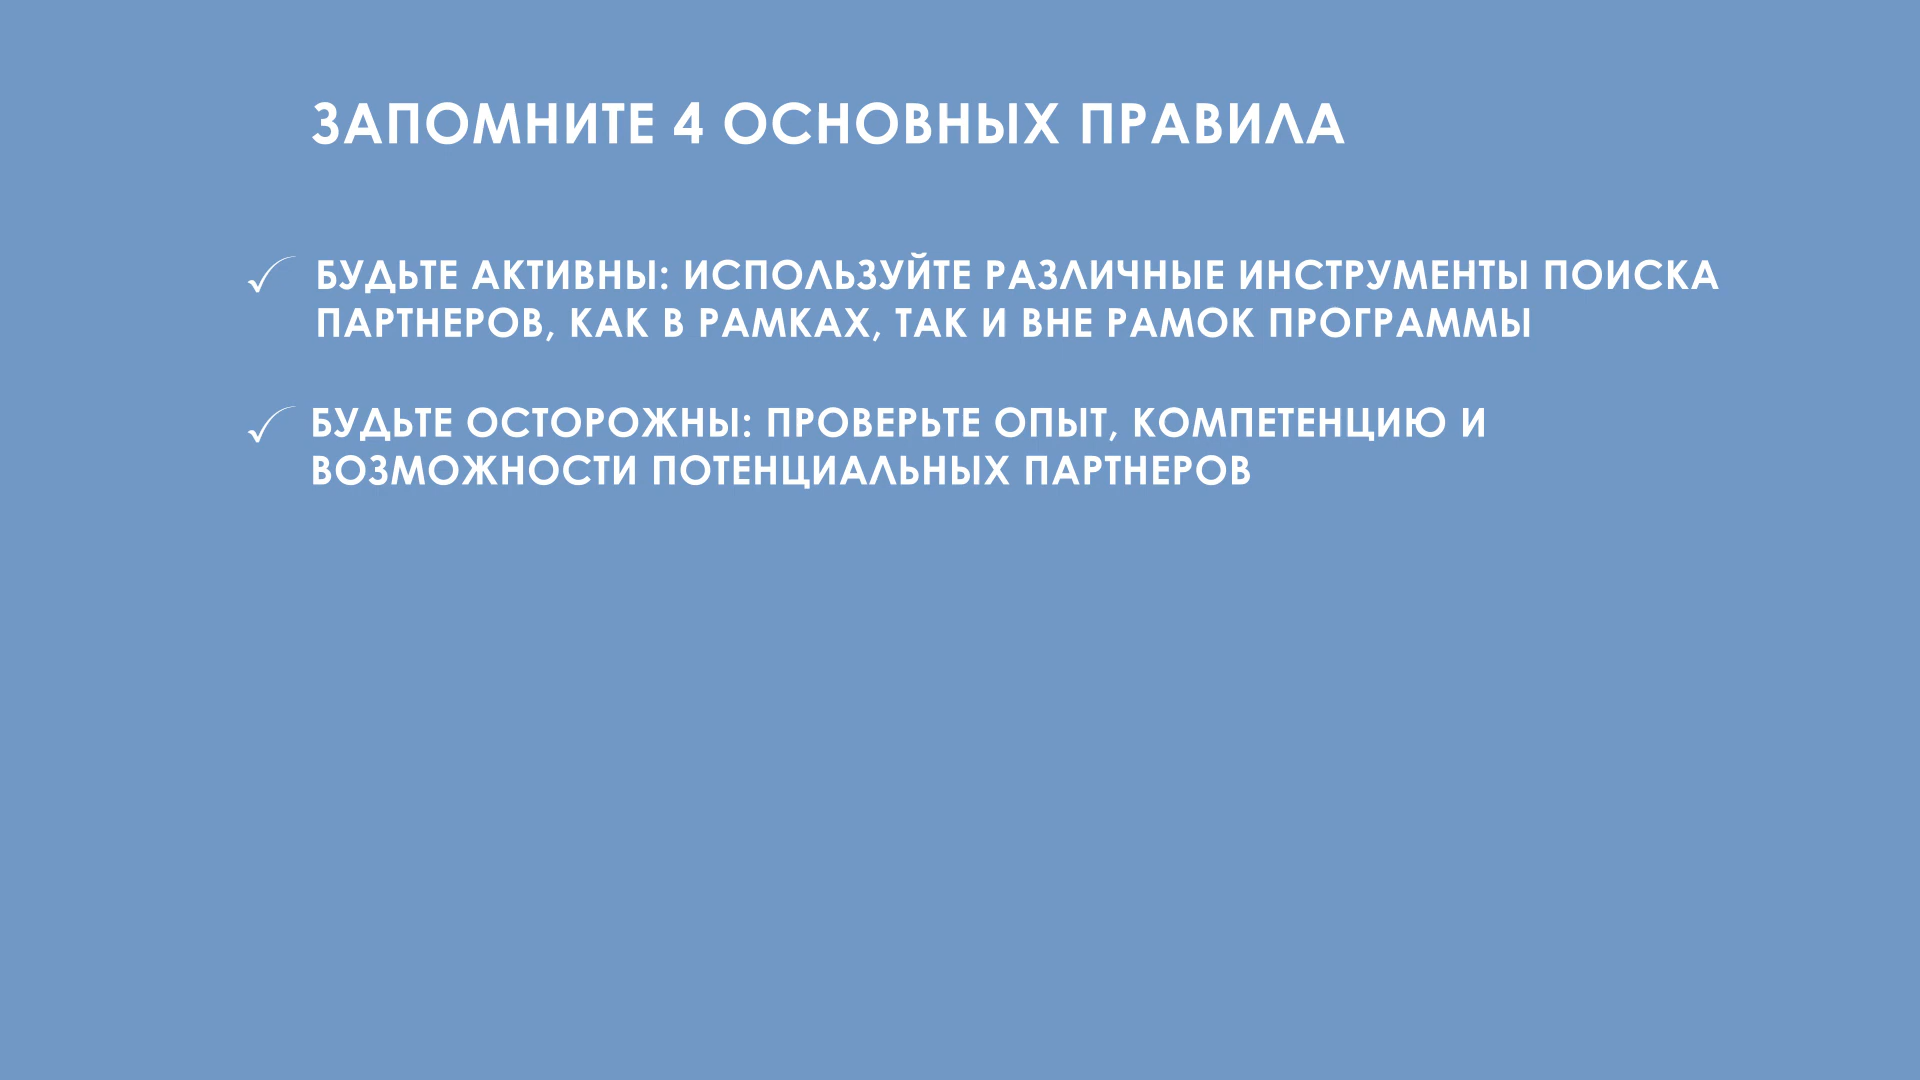 ЗАПОМНИТЕ 4 ОСНОВНЫХ ПРАВИЛА
БУДЬТЕ АКТИВНЫ: ИСПОЛЬЗУЙТЕ РАЗЛИЧНЫЕ ИНСТРУМЕНТЫ ПОИСКА
ПАРТНЕРОВ, КАК В РАМКАХ, ТАК И ВНЕ РАМОК ПРОГРАММЫ
БУДЬТЕ ОСТОРОЖНЫ: ПРОВЕРЬТЕ ОПЫТ, КОМПЕТЕНЦИЮ И
ВОЗМОЖНОСТИ ПОТЕНЦИАЛЬНЫХ ПАРТНЕРОВ